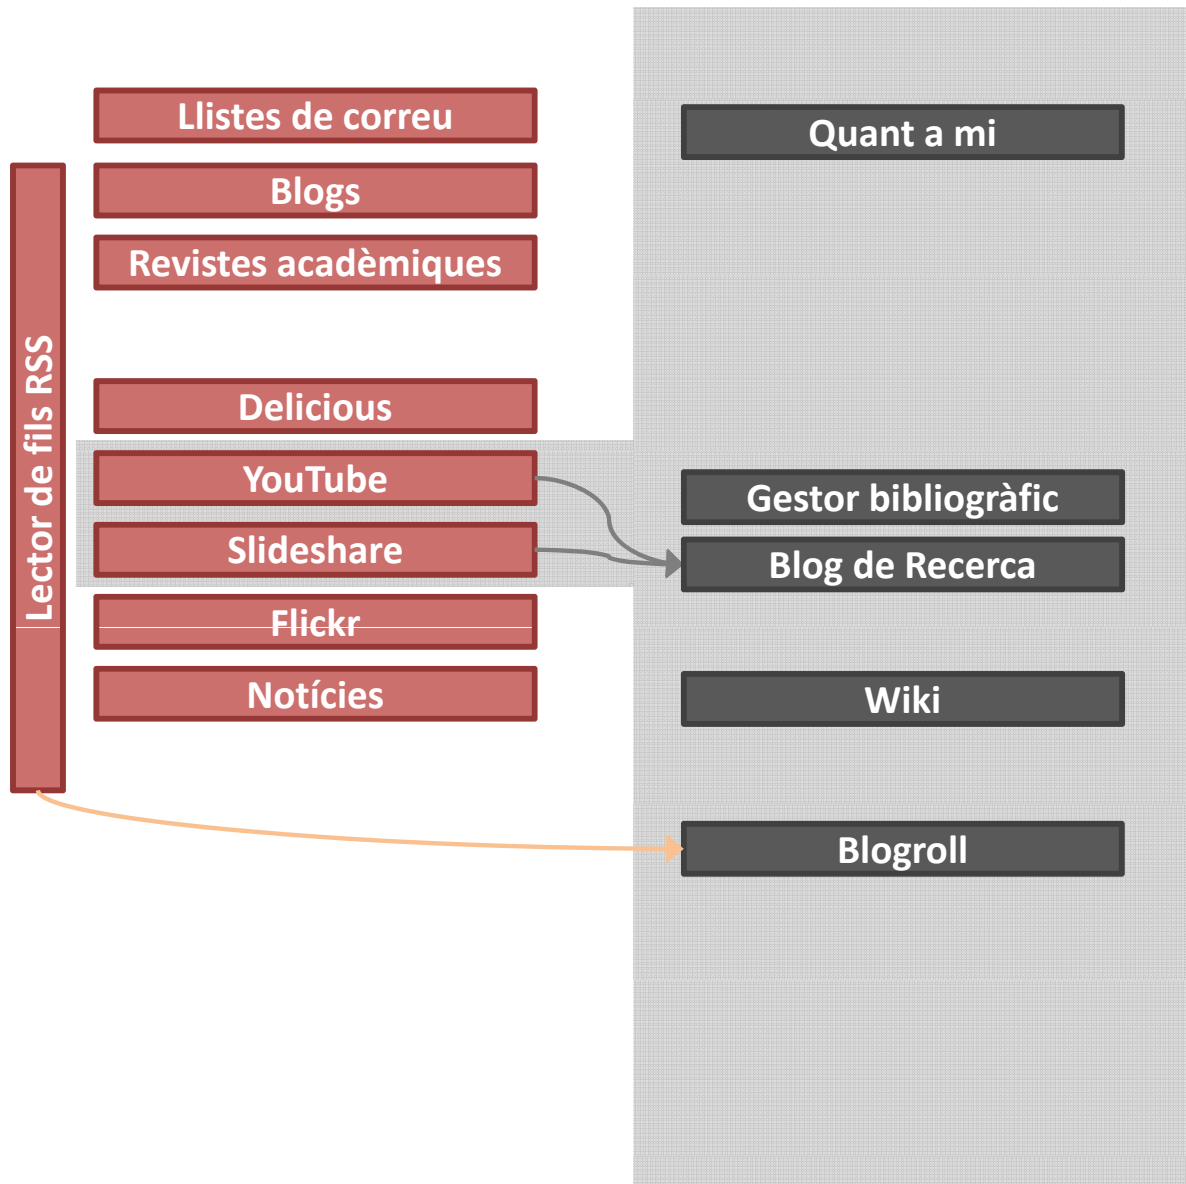 Llistes de correu
Blogs
Revistes acadèmiques
Lector de fils RSS
Delicious
YouTube
Slideshare
Flickr
Notícies
Quant a mi
Gestor bibliogràfic
Blog de Recerca
Wiki
Blogroll